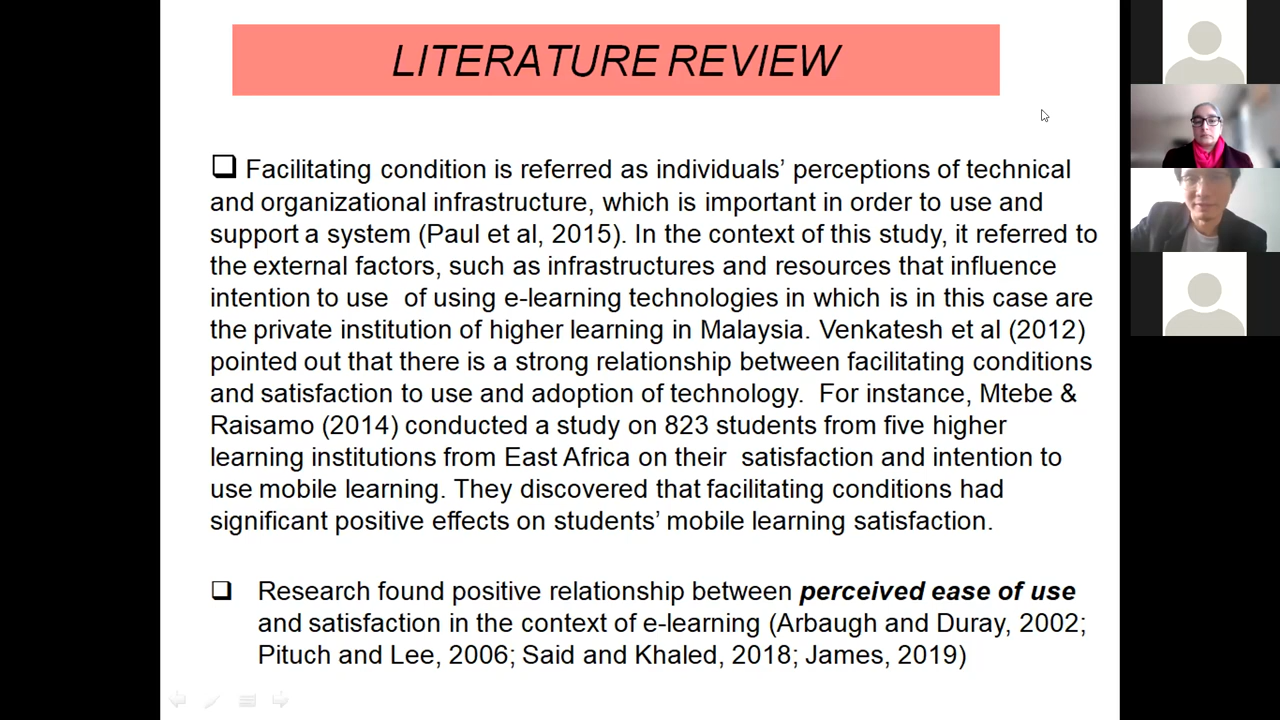 LITERATURE REVIEW
Facilitating condition is referred as individuals’ perceptions of technical
and organizational infrastructure, which is important in order to use and
support a system (Paul et al, 2015). In the context of this study, it referred to
the external factors, such as infrastructures and resources that influence
intention to use of using e-learning technologies in which is in this case are
the private institution of higher learning in Malaysia. Venkatesh et al (2012)
pointed out that there is a strong relationship between facilitating conditions
and satisfaction to use and adoption of technology. For instance, Mtebe &
Raisamo (2014) conducted a study on 823 students from five higher
learning institutions from East Africa on their satisfaction and intention to
use mobile learning. They discovered that facilitating conditions had
significant positive effects on students’ mobile learning satisfaction.
Research found positive relationship between perceived ease of use
and satisfaction in the context of e-learning (Arbaugh and Duray, 2002;
Pituch and Lee, 2006; Said and Khaled, 2018; James, 2019)